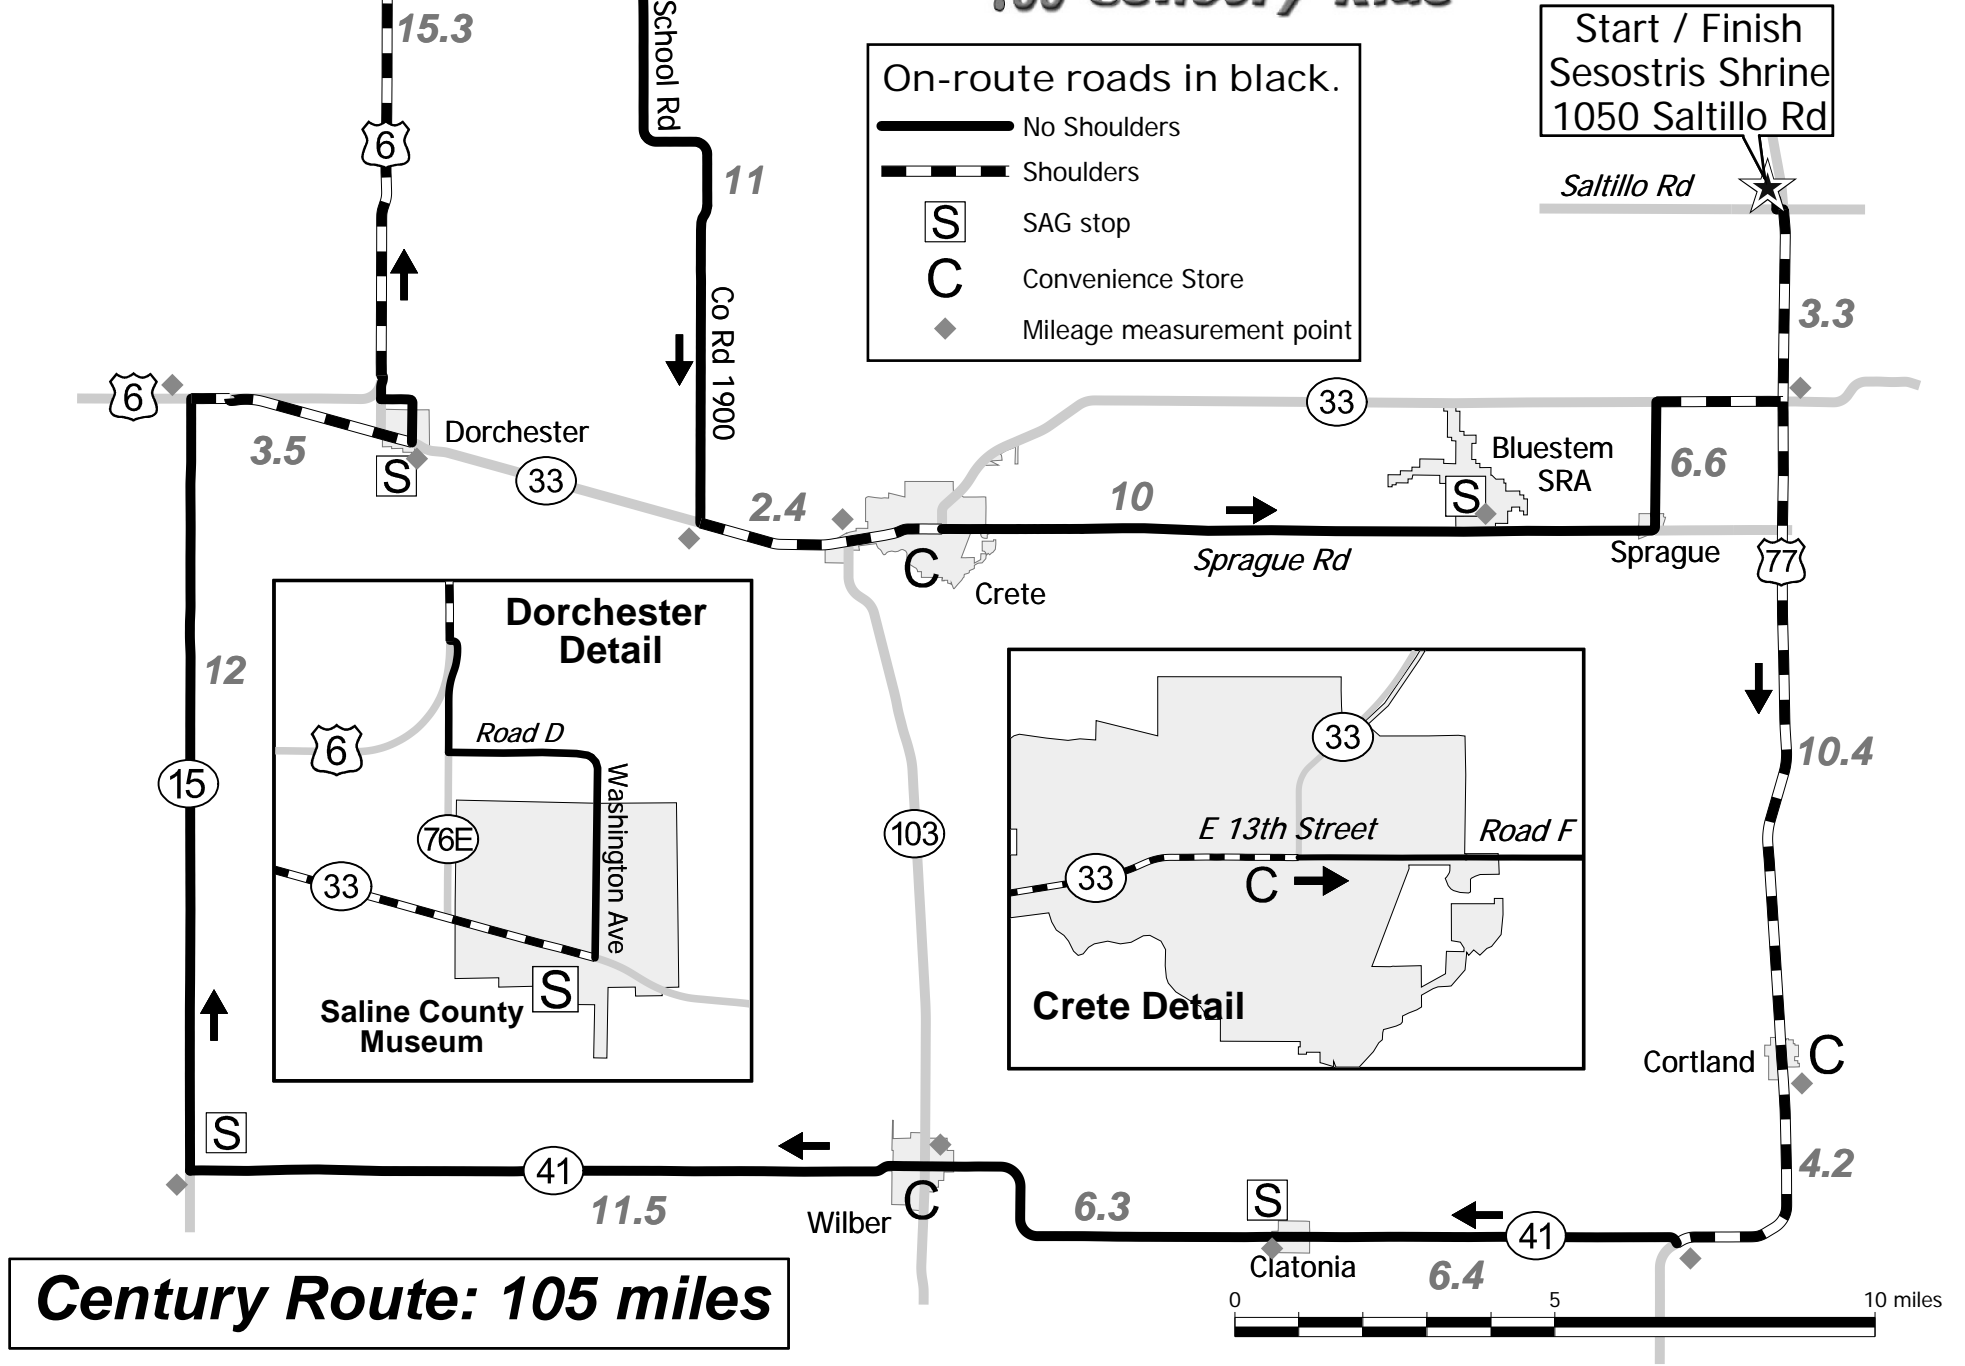 100 Century Ride
15.3
School Rd
Start / Finish
Sesostris Shrine
1050 Saltillo Rd
On-route roads in black.
No Shoulders
Shoulders
S SAG stop
C Convenience Store
Mileage measurement point
6
11
Saltillo Rd
Co Rd 1900
3.3
6
33
3.5
Dorchester
S
33
2.4
10
Bluestem
SRA
S
6.6
C
Crete
Sprague Rd
Sprague
77
Dorchester
Detail
12
6
Road D
Washington Ave
76E
33
S
Saline County
Museum
15
103
33
E 13th Street
Road F
33
C
Crete Detail
10.4
Cortland
C
S
41
11.5
Wilber
C
6.3
S
41
4.2
Clatonia
6.4
Century Route: 105 miles
0 5 10 miles